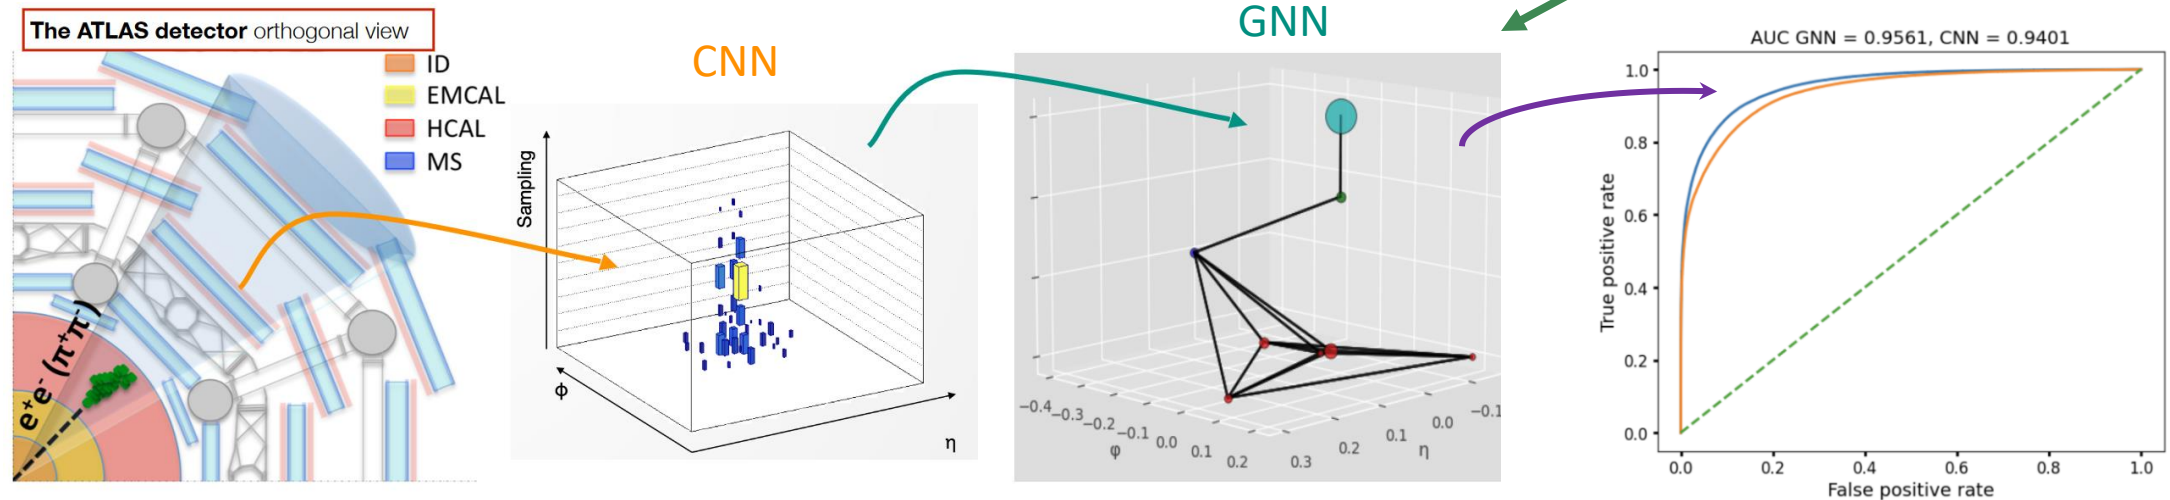 The ATLAS detector orthogonal view
ID
EMCAL
HCAL
MS
e⁺e⁻ (π⁺π⁻)
CNN
Sampling
ϕ
η
GNN
−0.4
−0.3
−0.2
−0.1
0.0
0.1
0.2
φ
0.3
0.2
0.1
0.0
−0.1
η
AUC GNN = 0.9561, CNN = 0.9401
True positive rate
1.0
0.8
0.6
0.4
0.2
0.0
0.0 0.2 0.4 0.6 0.8 1.0
False positive rate